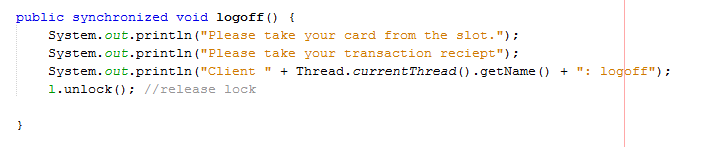 public synchronized void logoff() {
System.out.println("Please take your card from the slot.");
System.out.println("Please take your transaction reciept");
System.out.println("Client " + Thread.currentThread().getName() + ": logoff");
l.unlock(); //release lock
}